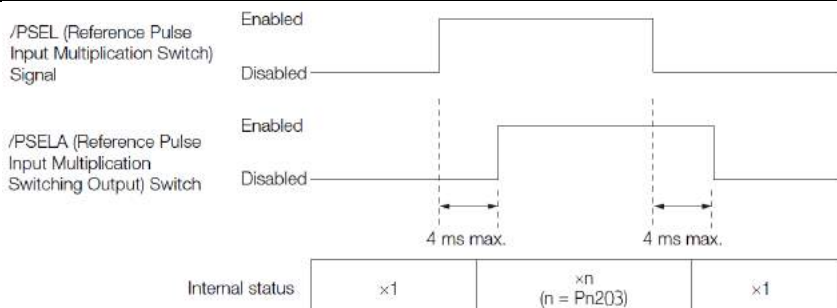 /PSEL (Reference Pulse
Input Multiplication Switch)
Signal
Enabled
Disabled
/PSELA (Reference Pulse
Input Multiplication
Switching Output) Switch
Enabled
Disabled
4 ms max.
4 ms max.
Internal status
×1
×n
(n = Pn203)
×1